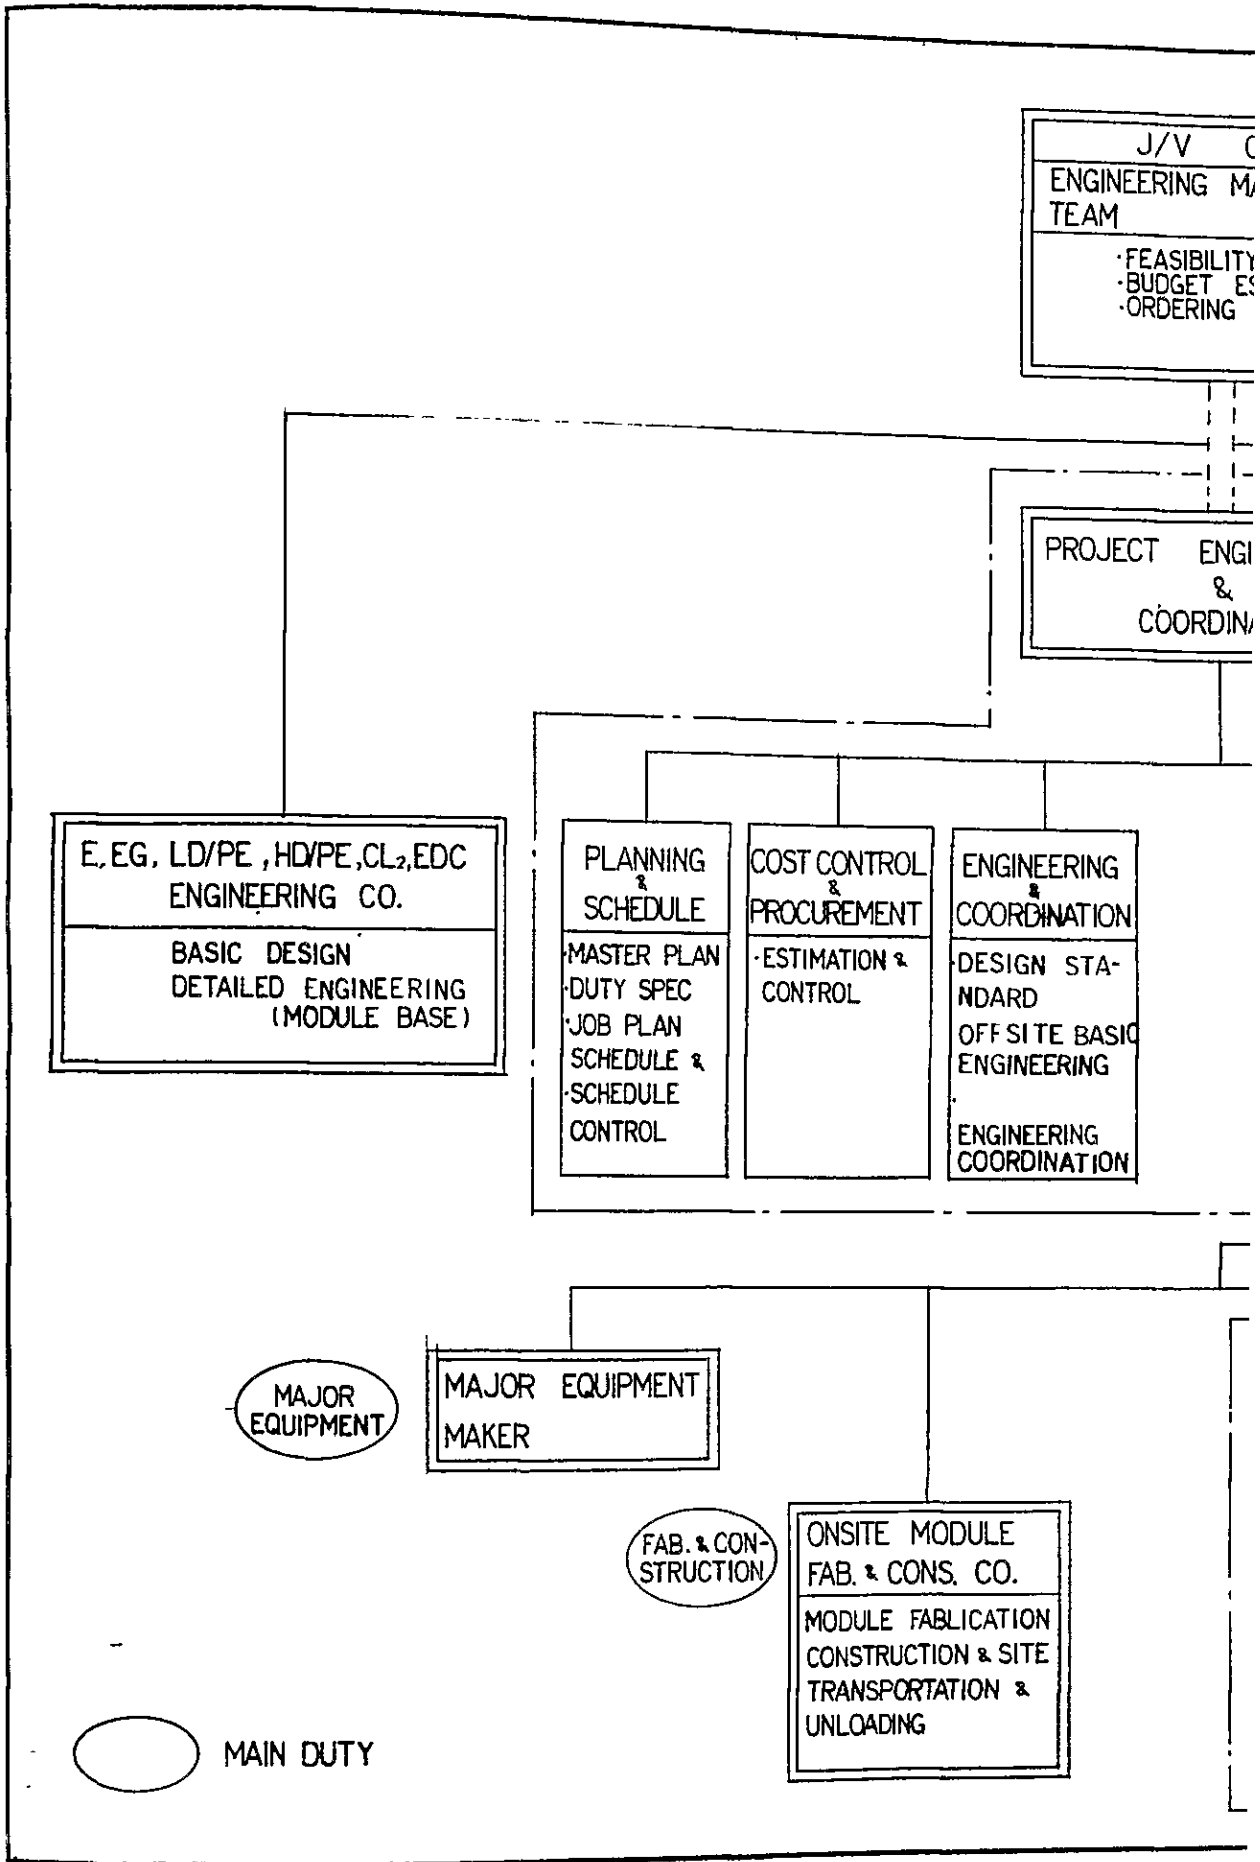 J/V
ENGINEERING
TEAM
·FEASIBILITY
·BUDGET
·ORDERING
PROJECT
&
E, EG, LD/PE, HD/PE, CL₂, EDC
ENGINEERING CO.
BASIC DESIGN
DETAILED ENGINEERING
(MODULE BASE)
PLANNING
&
SCHEDULE
·MASTER PLAN
·DUTY SPEC
·JOB PLAN
SCHEDULE &
·SCHEDULE
CONTROL
COST CONTROL
&
PROCUREMENT
·ESTIMATION &
CONTROL
ENGINEERING
&
COORDINATION
·DESIGN STA-
NDARD
OFFSITE BASIC
ENGINEERING
ENGINEERING
COORDINATION
MAJOR
EQUIPMENT
MAJOR EQUIPMENT
MAKER
FAB. & CON-
STRUCTION
ONSITE MODULE
FAB. & CONS. CO.
MODULE FABLICATION
CONSTRUCTION & SITE
TRANSPORTATION &
UNLOADING
MAIN DUTY